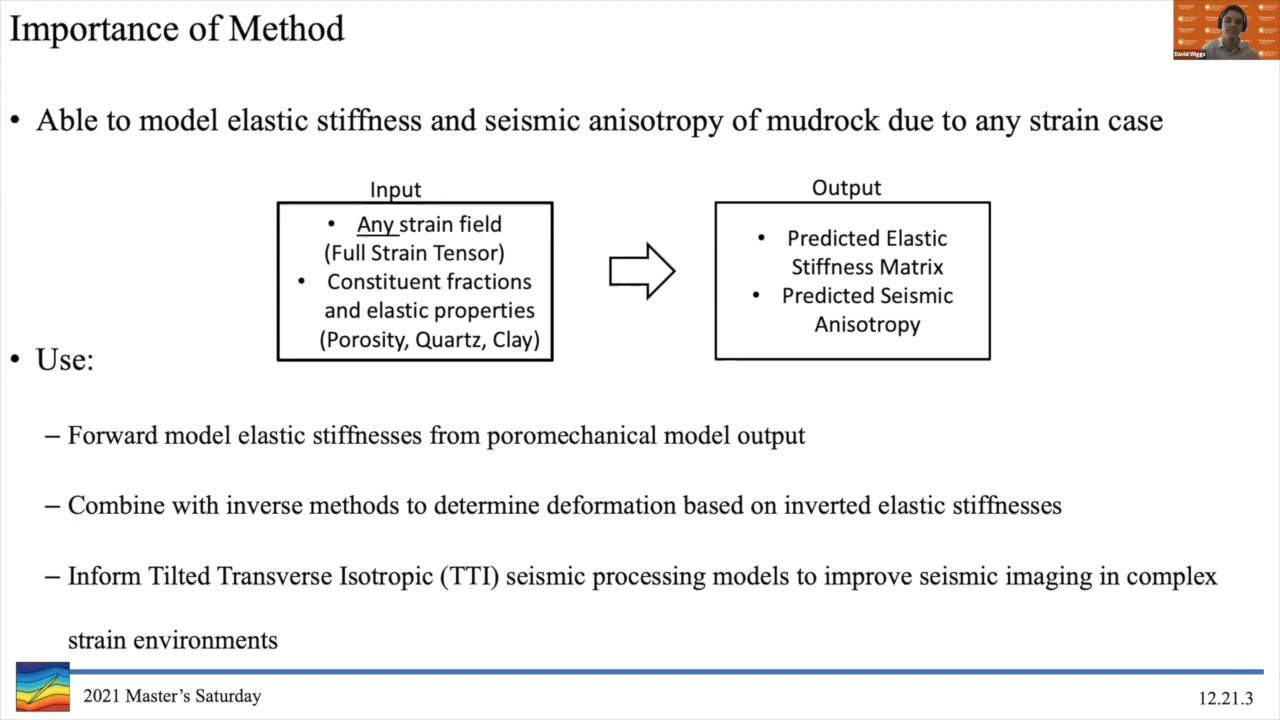 Importance of Method
David Wiggs
• Able to model elastic stiffness and seismic anisotropy of mudrock due to any strain case
Input
• Any strain field
(Full Strain Tensor)
• Constituent fractions
and elastic properties
(Porosity, Quartz, Clay)
Output
• Predicted Elastic
Stiffness Matrix
• Predicted Seismic
Anisotropy
• Use:
– Forward model elastic stiffnesses from poromechanical model output
– Combine with inverse methods to determine deformation based on inverted elastic stiffnesses
– Inform Tilted Transverse Isotropic (TTI) seismic processing models to improve seismic imaging in complex
strain environments
2021 Master’s Saturday
12.21.3